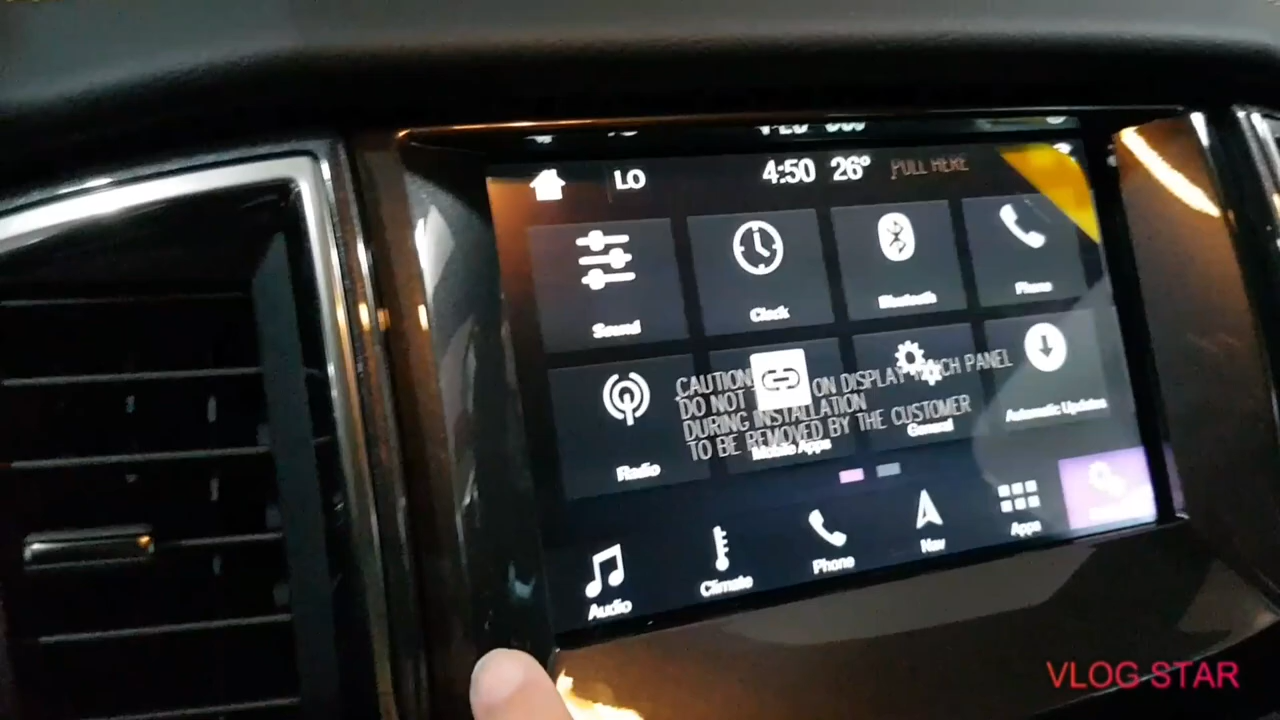 LO
4:50 26° PULL HERE
Sound
Clock
Bluetooth
Phone
CAUTION ON DISPLAY PANEL
DO NOT
DURING INSTALLATION
TO BE REMOVED BY THE CUSTOMER
Radio
Mobile Apps
General
Automatic Updates
Audio
Climate
Phone
Nav
Apps
VLOG STAR